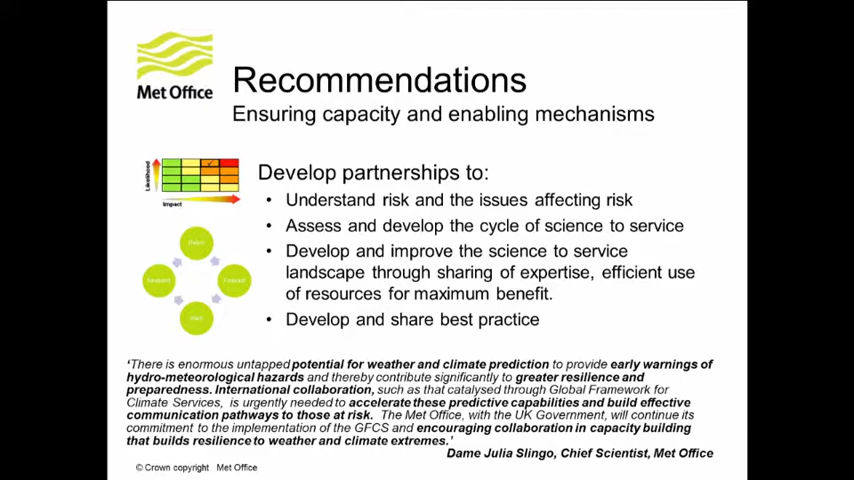 Met Office
Recommendations
Ensuring capacity and enabling mechanisms
Likelihood
Impact
Develop partnerships to:
• Understand risk and the issues affecting risk
• Assess and develop the cycle of science to service
• Develop and improve the science to service
landscape through sharing of expertise, efficient use
of resources for maximum benefit.
• Develop and share best practice
'There is enormous untapped potential for weather and climate prediction to provide early warnings of
hydro-meteorological hazards and thereby contribute significantly to greater resilience and
preparedness. International collaboration, such as that catalysed through Global Framework for
Climate Services, is urgently needed to accelerate these predictive capabilities and build effective
communication pathways to those at risk. The Met Office, with the UK Government, will continue its
commitment to the implementation of the GFCS and encouraging collaboration in capacity building
that builds resilience to weather and climate extremes.'
Dame Julia Slingo, Chief Scientist, Met Office
© Crown copyright Met Office